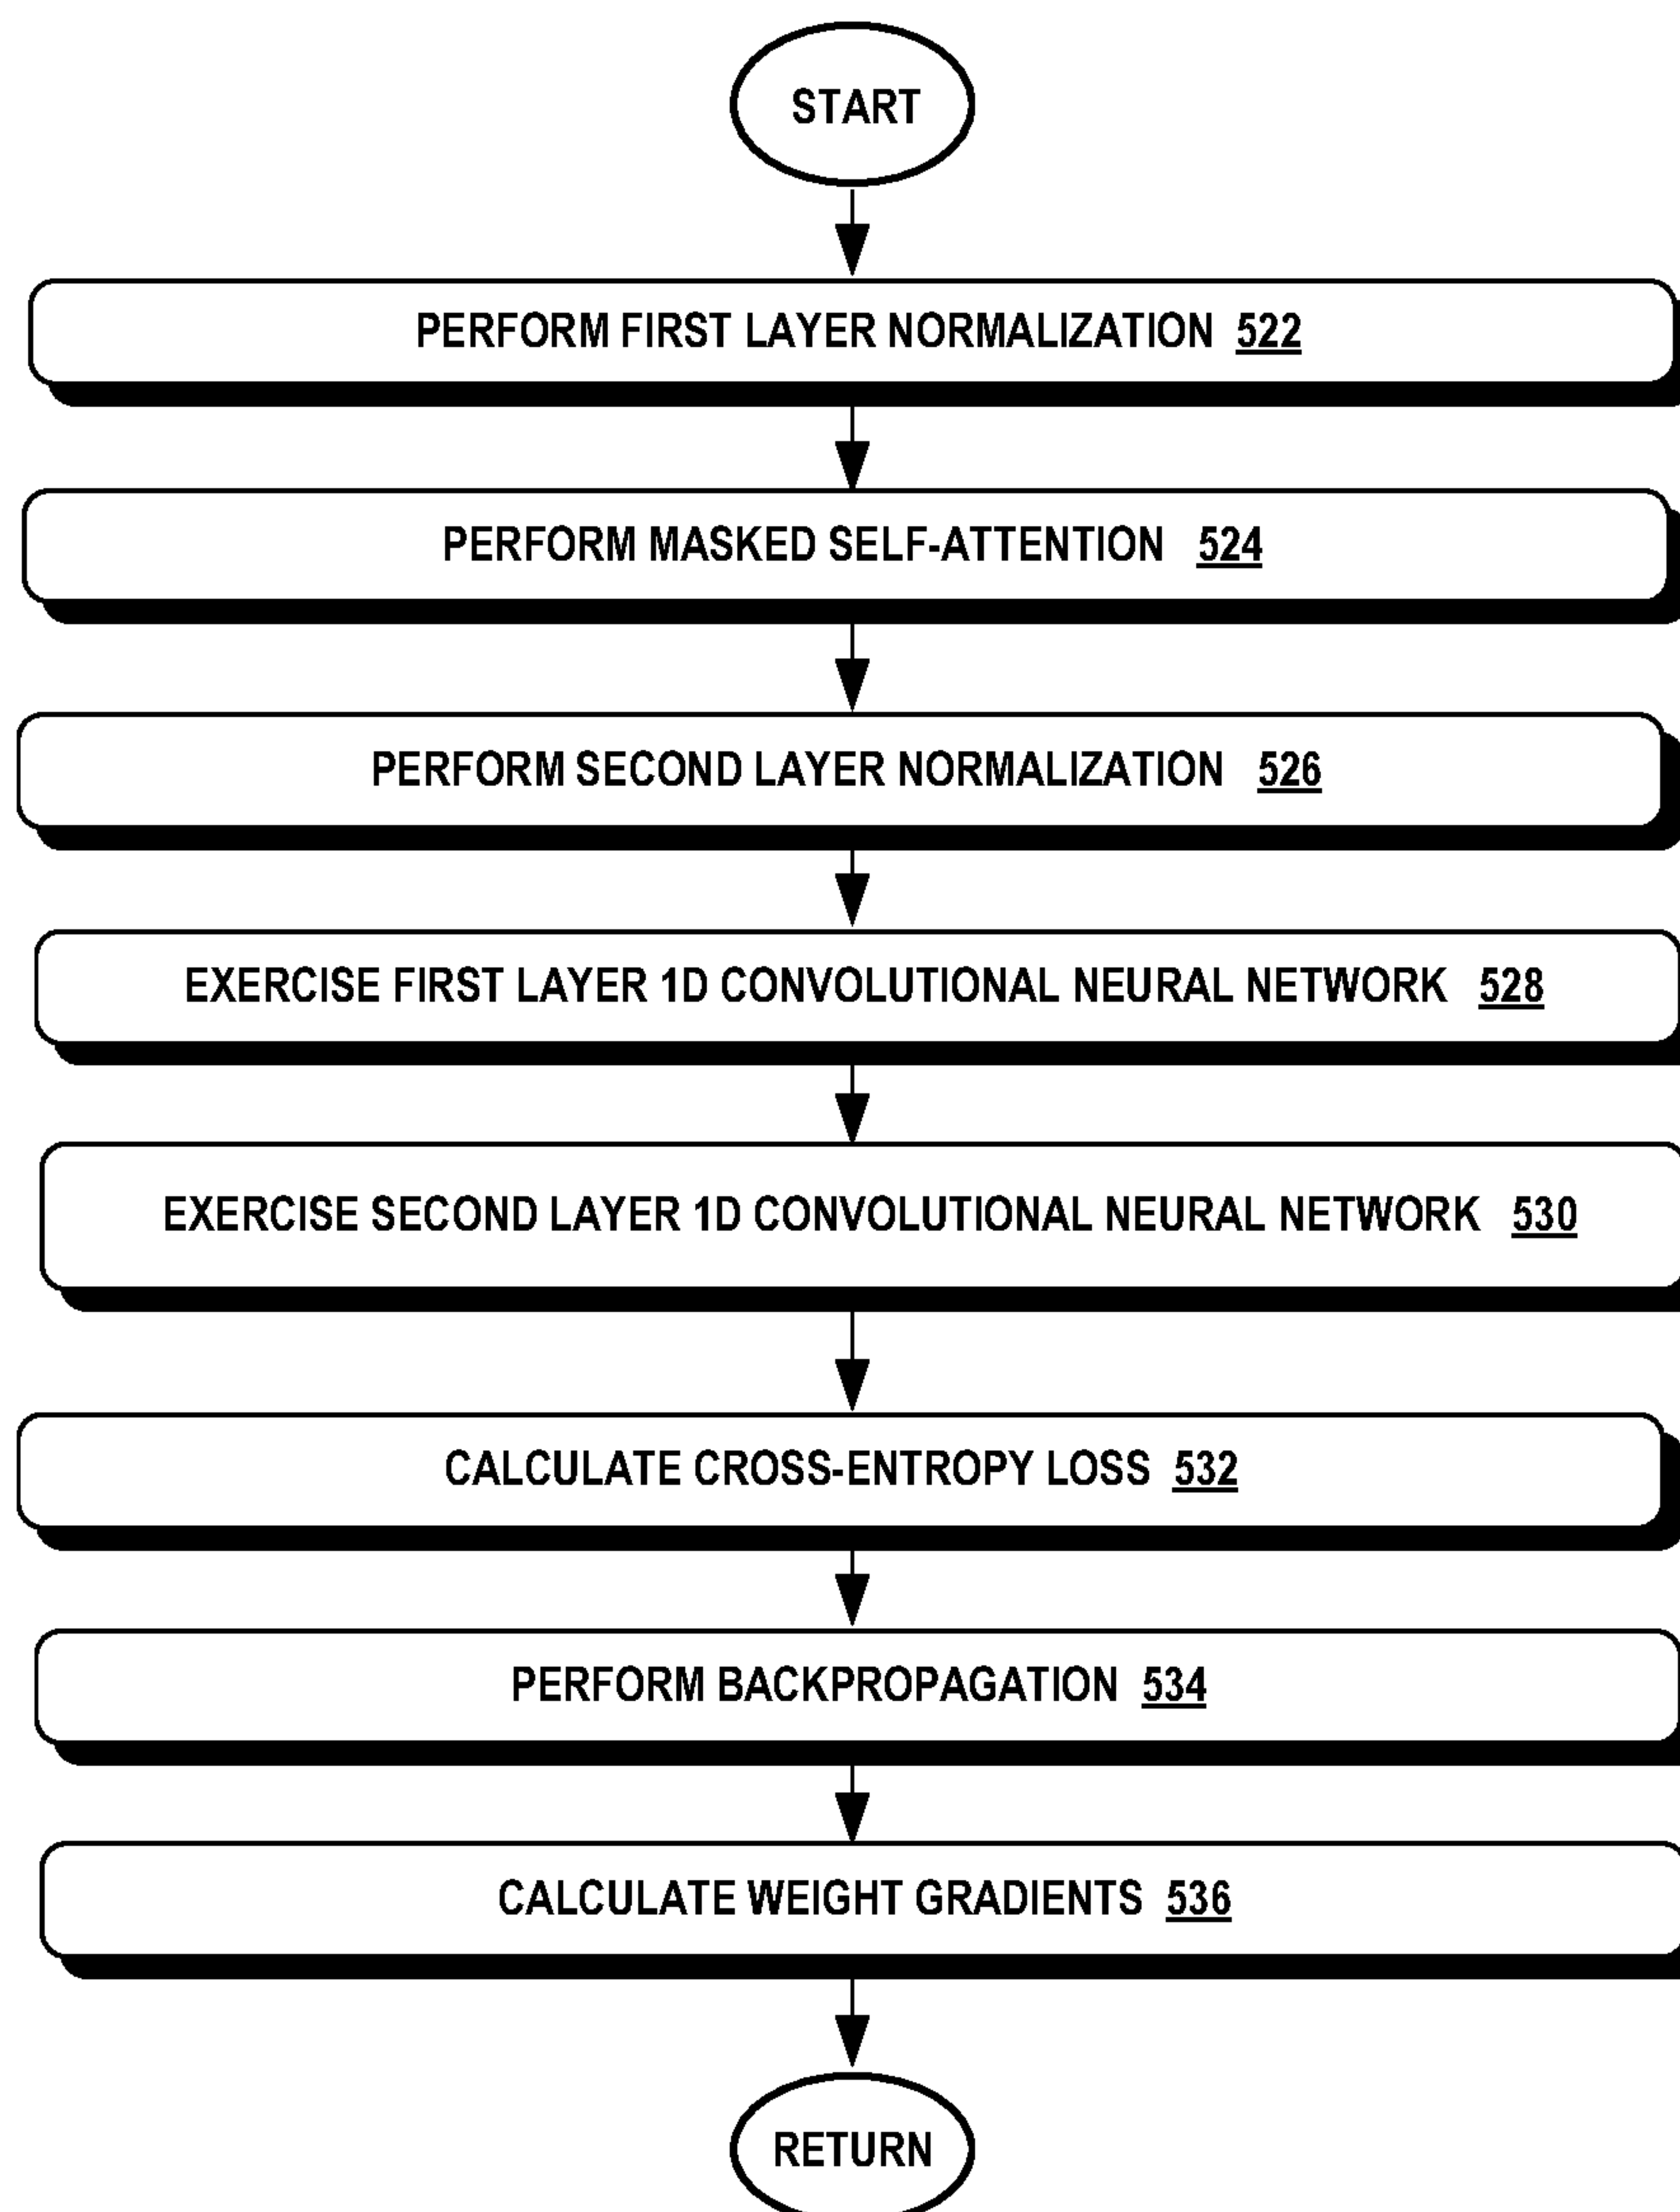 START
PERFORM FIRST LAYER NORMALIZATION 522
PERFORM MASKED SELF-ATTENTION 524
PERFORM SECOND LAYER NORMALIZATION 526
EXERCISE FIRST LAYER 1D CONVOLUTIONAL NEURAL NETWORK 528
EXERCISE SECOND LAYER 1D CONVOLUTIONAL NEURAL NETWORK 530
CALCULATE CROSS-ENTROPY LOSS 532
PERFORM BACKPROPAGATION 534
CALCULATE WEIGHT GRADIENTS 536
RETURN